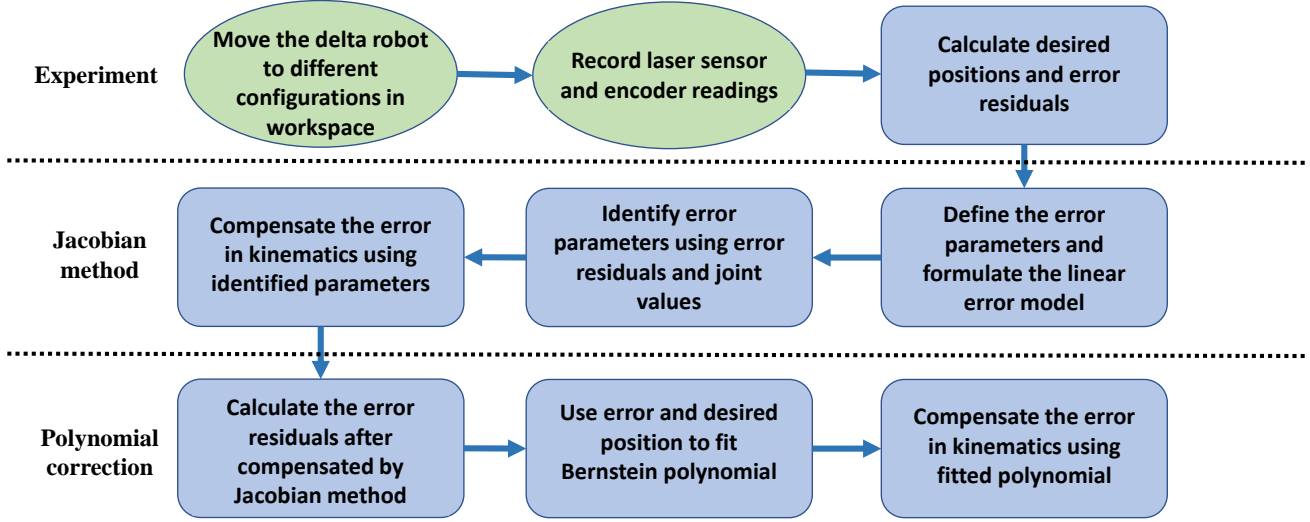 Experiment
Move the delta robot
to different
configurations in
workspace
Record laser sensor
and encoder readings
Calculate desired
positions and error
residuals
Jacobian
method
Compensate the error
in kinematics using
identified parameters
Identify error
parameters using error
residuals and joint
values
Define the error
parameters and
formulate the linear
error model
Polynomial
correction
Calculate the error
residuals after
compensated by
Jacobian method
Use error and desired
position to fit
Bernstein polynomial
Compensate the error
in kinematics using
fitted polynomial